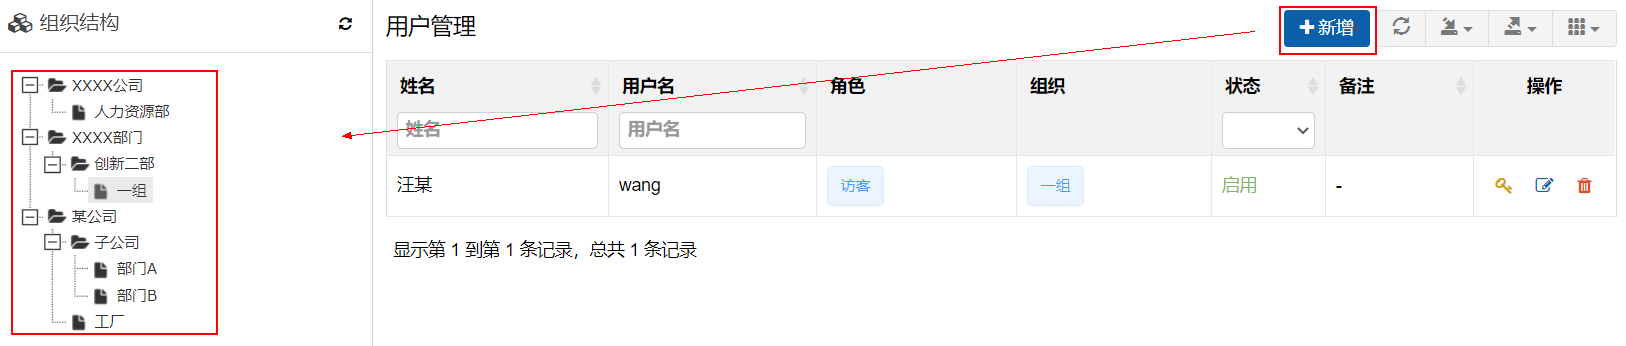 组织结构
XXXX公司
人力资源部
XXXX部门
创新二部
一组
某公司
子公司
部门A
部门B
工厂
用户管理
新增
姓名 用户名 角色 组织 状态 备注 操作
姓名 用户名
汪某 wang 访客 一组 启用 -
显示第 1 到第 1 条记录，总共 1 条记录